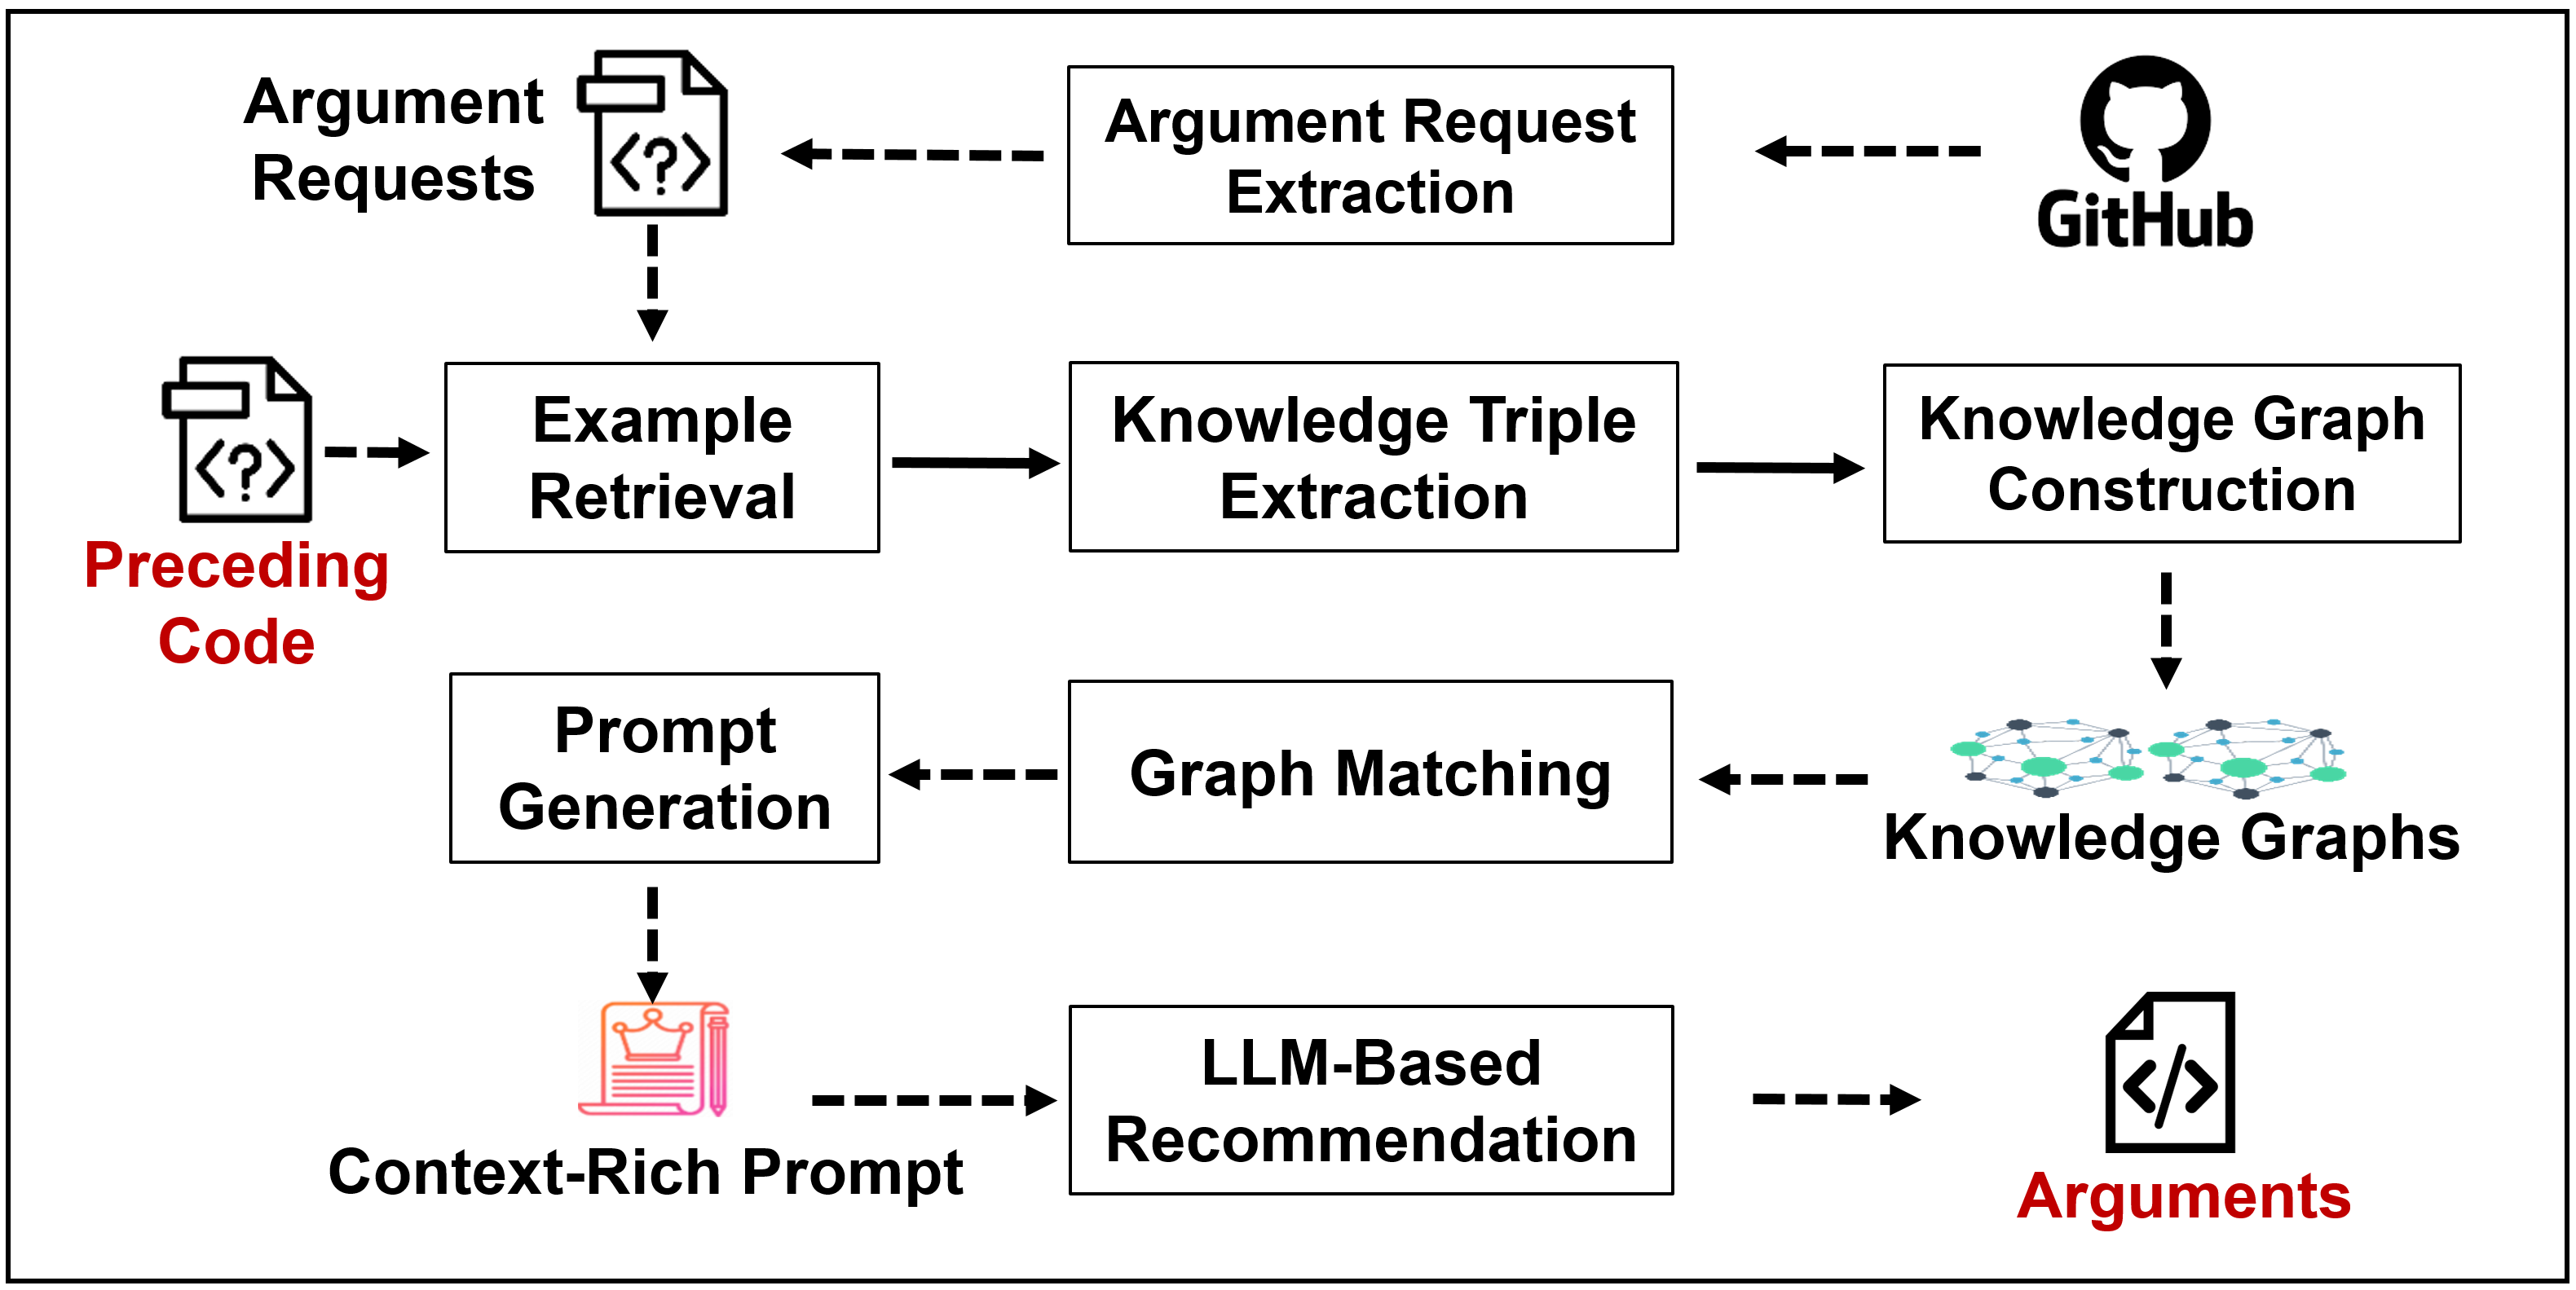 Argument
Requests
<?>
Argument Request
Extraction
GitHub
Example
Retrieval
Knowledge Triple
Extraction
Knowledge Graph
Construction
<?>
Preceding
Code
Prompt
Generation
Graph Matching
Knowledge Graphs
Context-Rich Prompt
LLM-Based
Recommendation
</>
Arguments